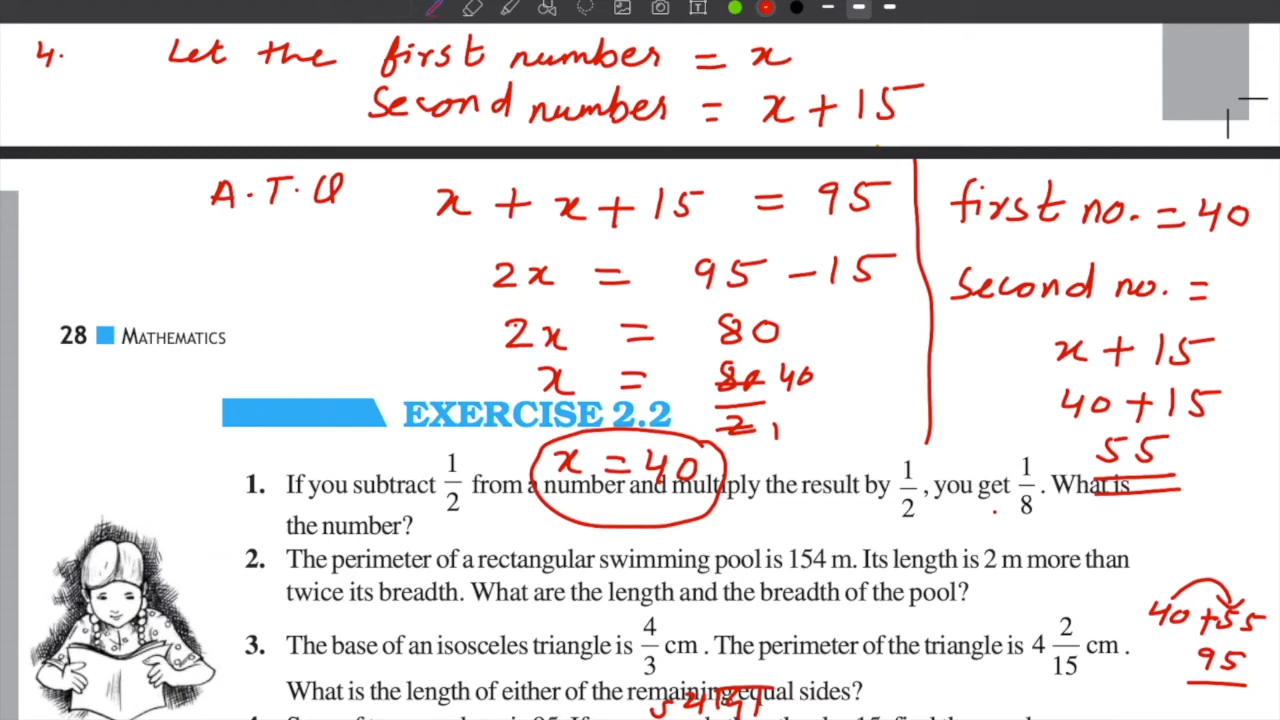 4. Let the first number = x
Second number = x + 15
A.T.Q x + x + 15 = 95
2x = 95 - 15
2x = 80
x = 80 40
2 1
x = 40
first no. = 40
Second no. =
x + 15
40 + 15
55
28 MATHEMATICS
EXERCISE 2.2
1. If you subtract 1/2 from a number and multiply the result by 1/2, you get 1/8. What is
the number?
2. The perimeter of a rectangular swimming pool is 154 m. Its length is 2 m more than
twice its breadth. What are the length and the breadth of the pool?
3. The base of an isosceles triangle is 4/3 cm. The perimeter of the triangle is 4 2/15 cm.
What is the length of either of the remaining equal sides?
40 + 55
95